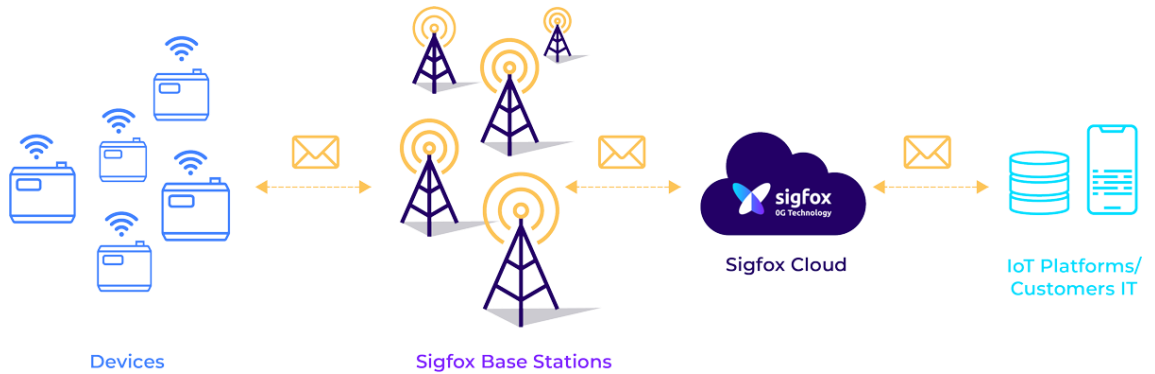 sigfox
0G Technology
Sigfox Cloud
IoT Platforms/
Customers IT
Devices
Sigfox Base Stations